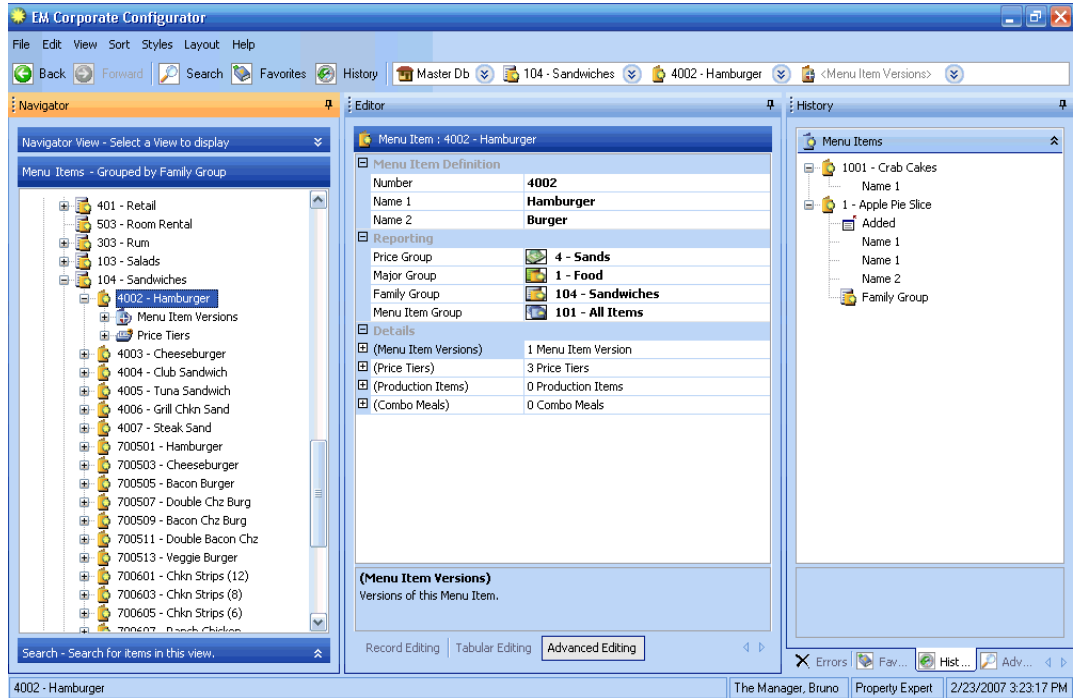 EM Corporate Configurator
File Edit View Sort Styles Layout Help
Back Forward Search Favorites History Master Db 104 - Sandwiches 4002 - Hamburger <Menu Item Versions>
Navigator
Navigator View - Select a View to display
Menu Items - Grouped by Family Group
401 - Retail
503 - Room Rental
303 - Rum
103 - Salads
104 - Sandwiches
4002 - Hamburger
Menu Item Versions
Price Tiers
4003 - Cheeseburger
4004 - Club Sandwich
4005 - Tuna Sandwich
4006 - Grill Chkn Sand
4007 - Steak Sand
700501 - Hamburger
700503 - Cheeseburger
700505 - Bacon Burger
700507 - Double Chz Burg
700509 - Bacon Chz Burg
700511 - Double Bacon Chz
700513 - Veggie Burger
700601 - Chkn Strips (12)
700603 - Chkn Strips (8)
700605 - Chkn Strips (6)
700607 - Ranch Chicken
Search - Search for items in this view.
Editor
Menu Item : 4002 - Hamburger
Menu Item Definition
Number 4002
Name 1 Hamburger
Name 2 Burger
Reporting
Price Group 4 - Sands
Major Group 1 - Food
Family Group 104 - Sandwiches
Menu Item Group 101 - All Items
Details
(Menu Item Versions) 1 Menu Item Version
(Price Tiers) 3 Price Tiers
(Production Items) 0 Production Items
(Combo Meals) 0 Combo Meals
(Menu Item Versions)
Versions of this Menu Item.
Record Editing Tabular Editing Advanced Editing
History
Menu Items
1001 - Crab Cakes
Name 1
1 - Apple Pie Slice
Added
Name 1
Name 1
Name 2
Family Group
Errors Fav... Hist... Adv...
4002 - Hamburger
The Manager, Bruno Property Expert 2/23/2007 3:23:17 PM